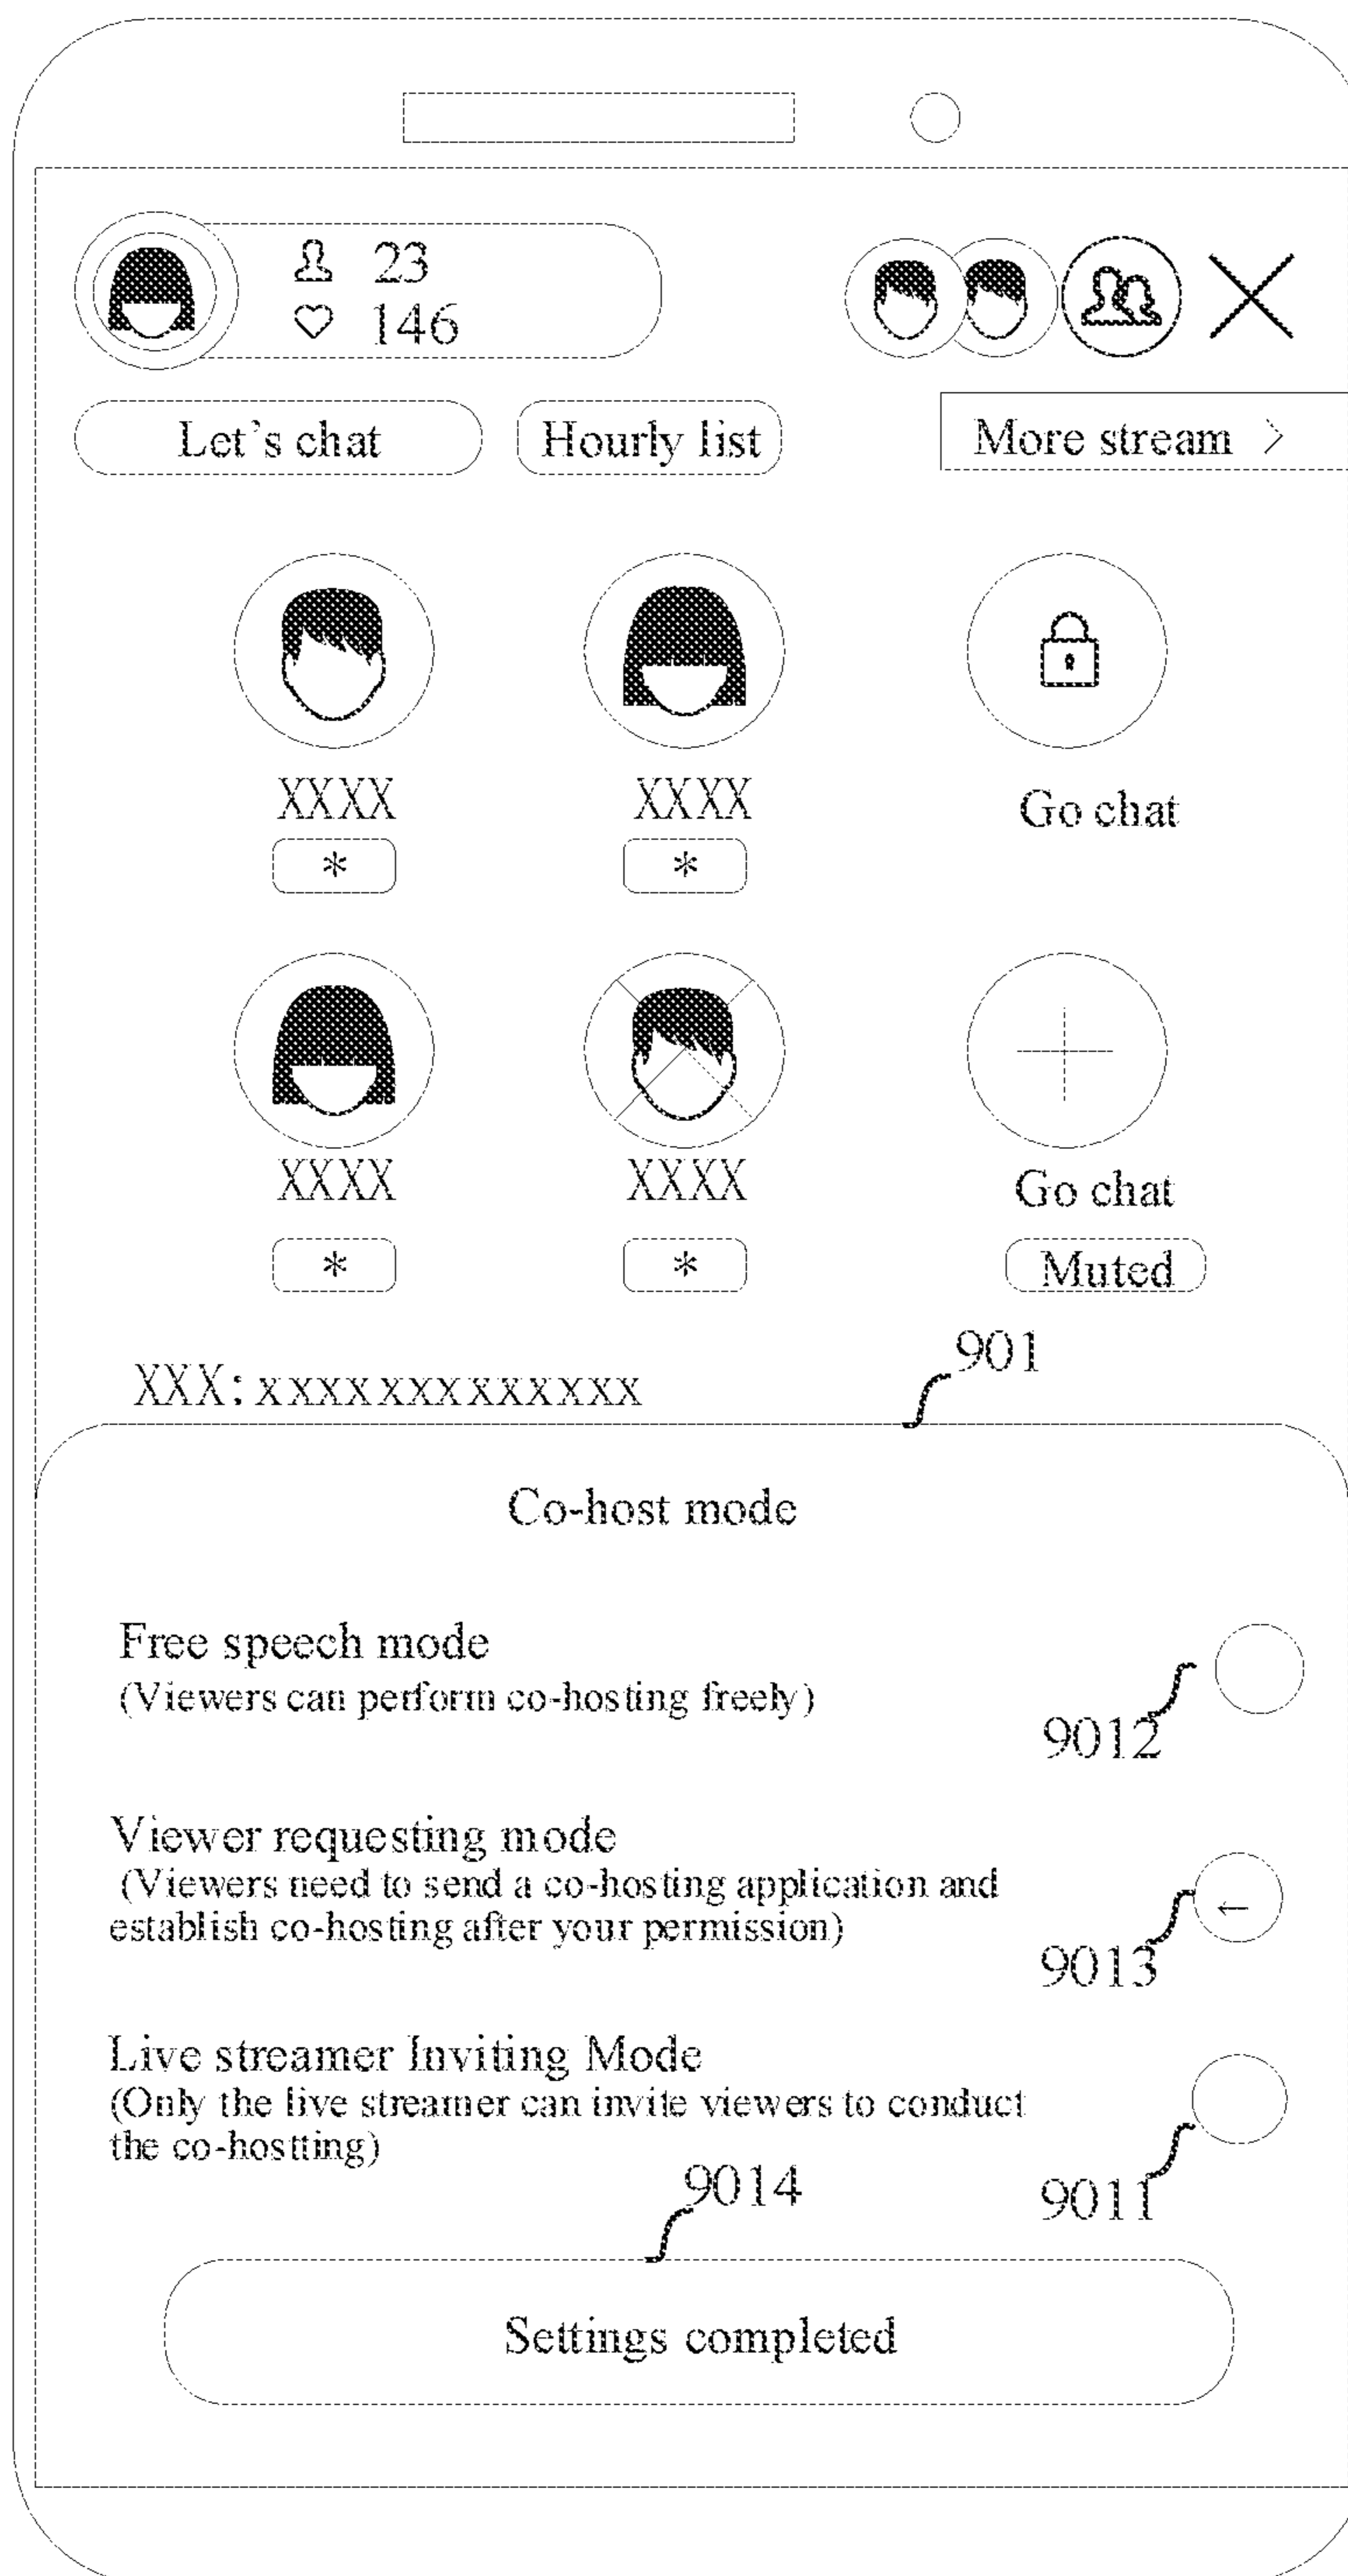 23
146
Let's chat
Hourly list
More stream >
XXXX
XXXX
Go chat
*
*
XXXX
XXXX
Go chat
*
*
Muted
901
XXX:xxxxxxxxxxxxx
Co-host mode
Free speech mode
(Viewers can perform co-hosting freely)
9012
Viewer requesting mode
(Viewers need to send a co-hosting application and
establish co-hosting after your permission)
←
9013
Live streamer Inviting Mode
(Only the live streamer can invite viewers to conduct
the co-hostting)
9014
9011
Settings completed